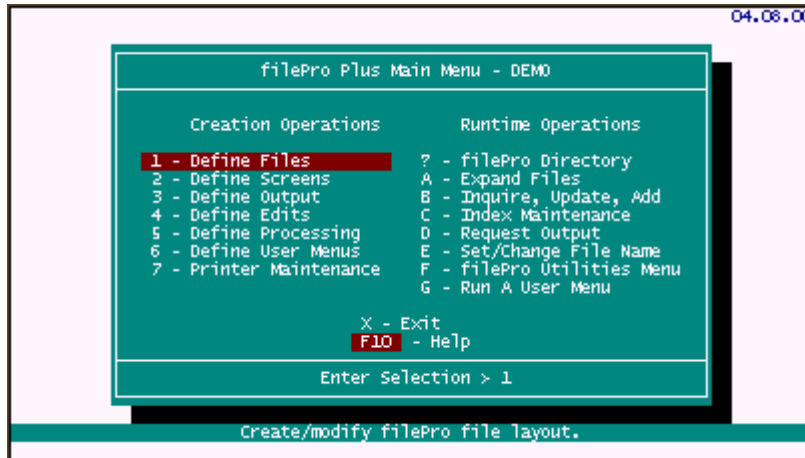 04.08.00
filePro Plus Main Menu - DEMO
Creation Operations
1 - Define Files
2 - Define Screens
3 - Define Output
4 - Define Edits
5 - Define Processing
6 - Define User Menus
7 - Printer Maintenance
Runtime Operations
? - filePro Directory
A - Expand Files
B - Inquire, Update, Add
C - Index Maintenance
D - Request Output
E - Set/Change File Name
F - filePro Utilities Menu
G - Run A User Menu
X - Exit
F10 - Help
Enter Selection > 1
Create/modify filePro file layout.